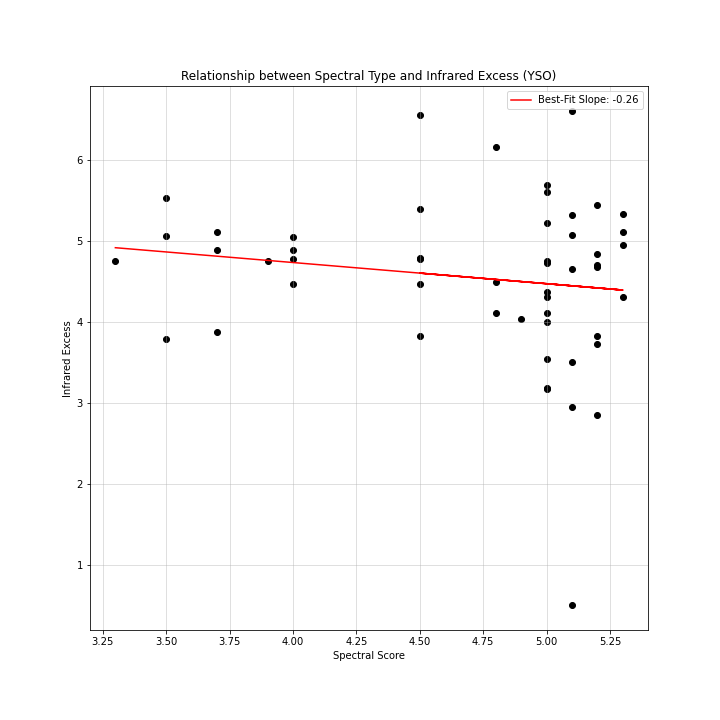 Relationship between Spectral Type and Infrared Excess (YSO)
Best-Fit Slope: -0.26
6
5
4
3
2
1
Infrared Excess
3.25 3.50 3.75 4.00 4.25 4.50 4.75 5.00 5.25
Spectral Score